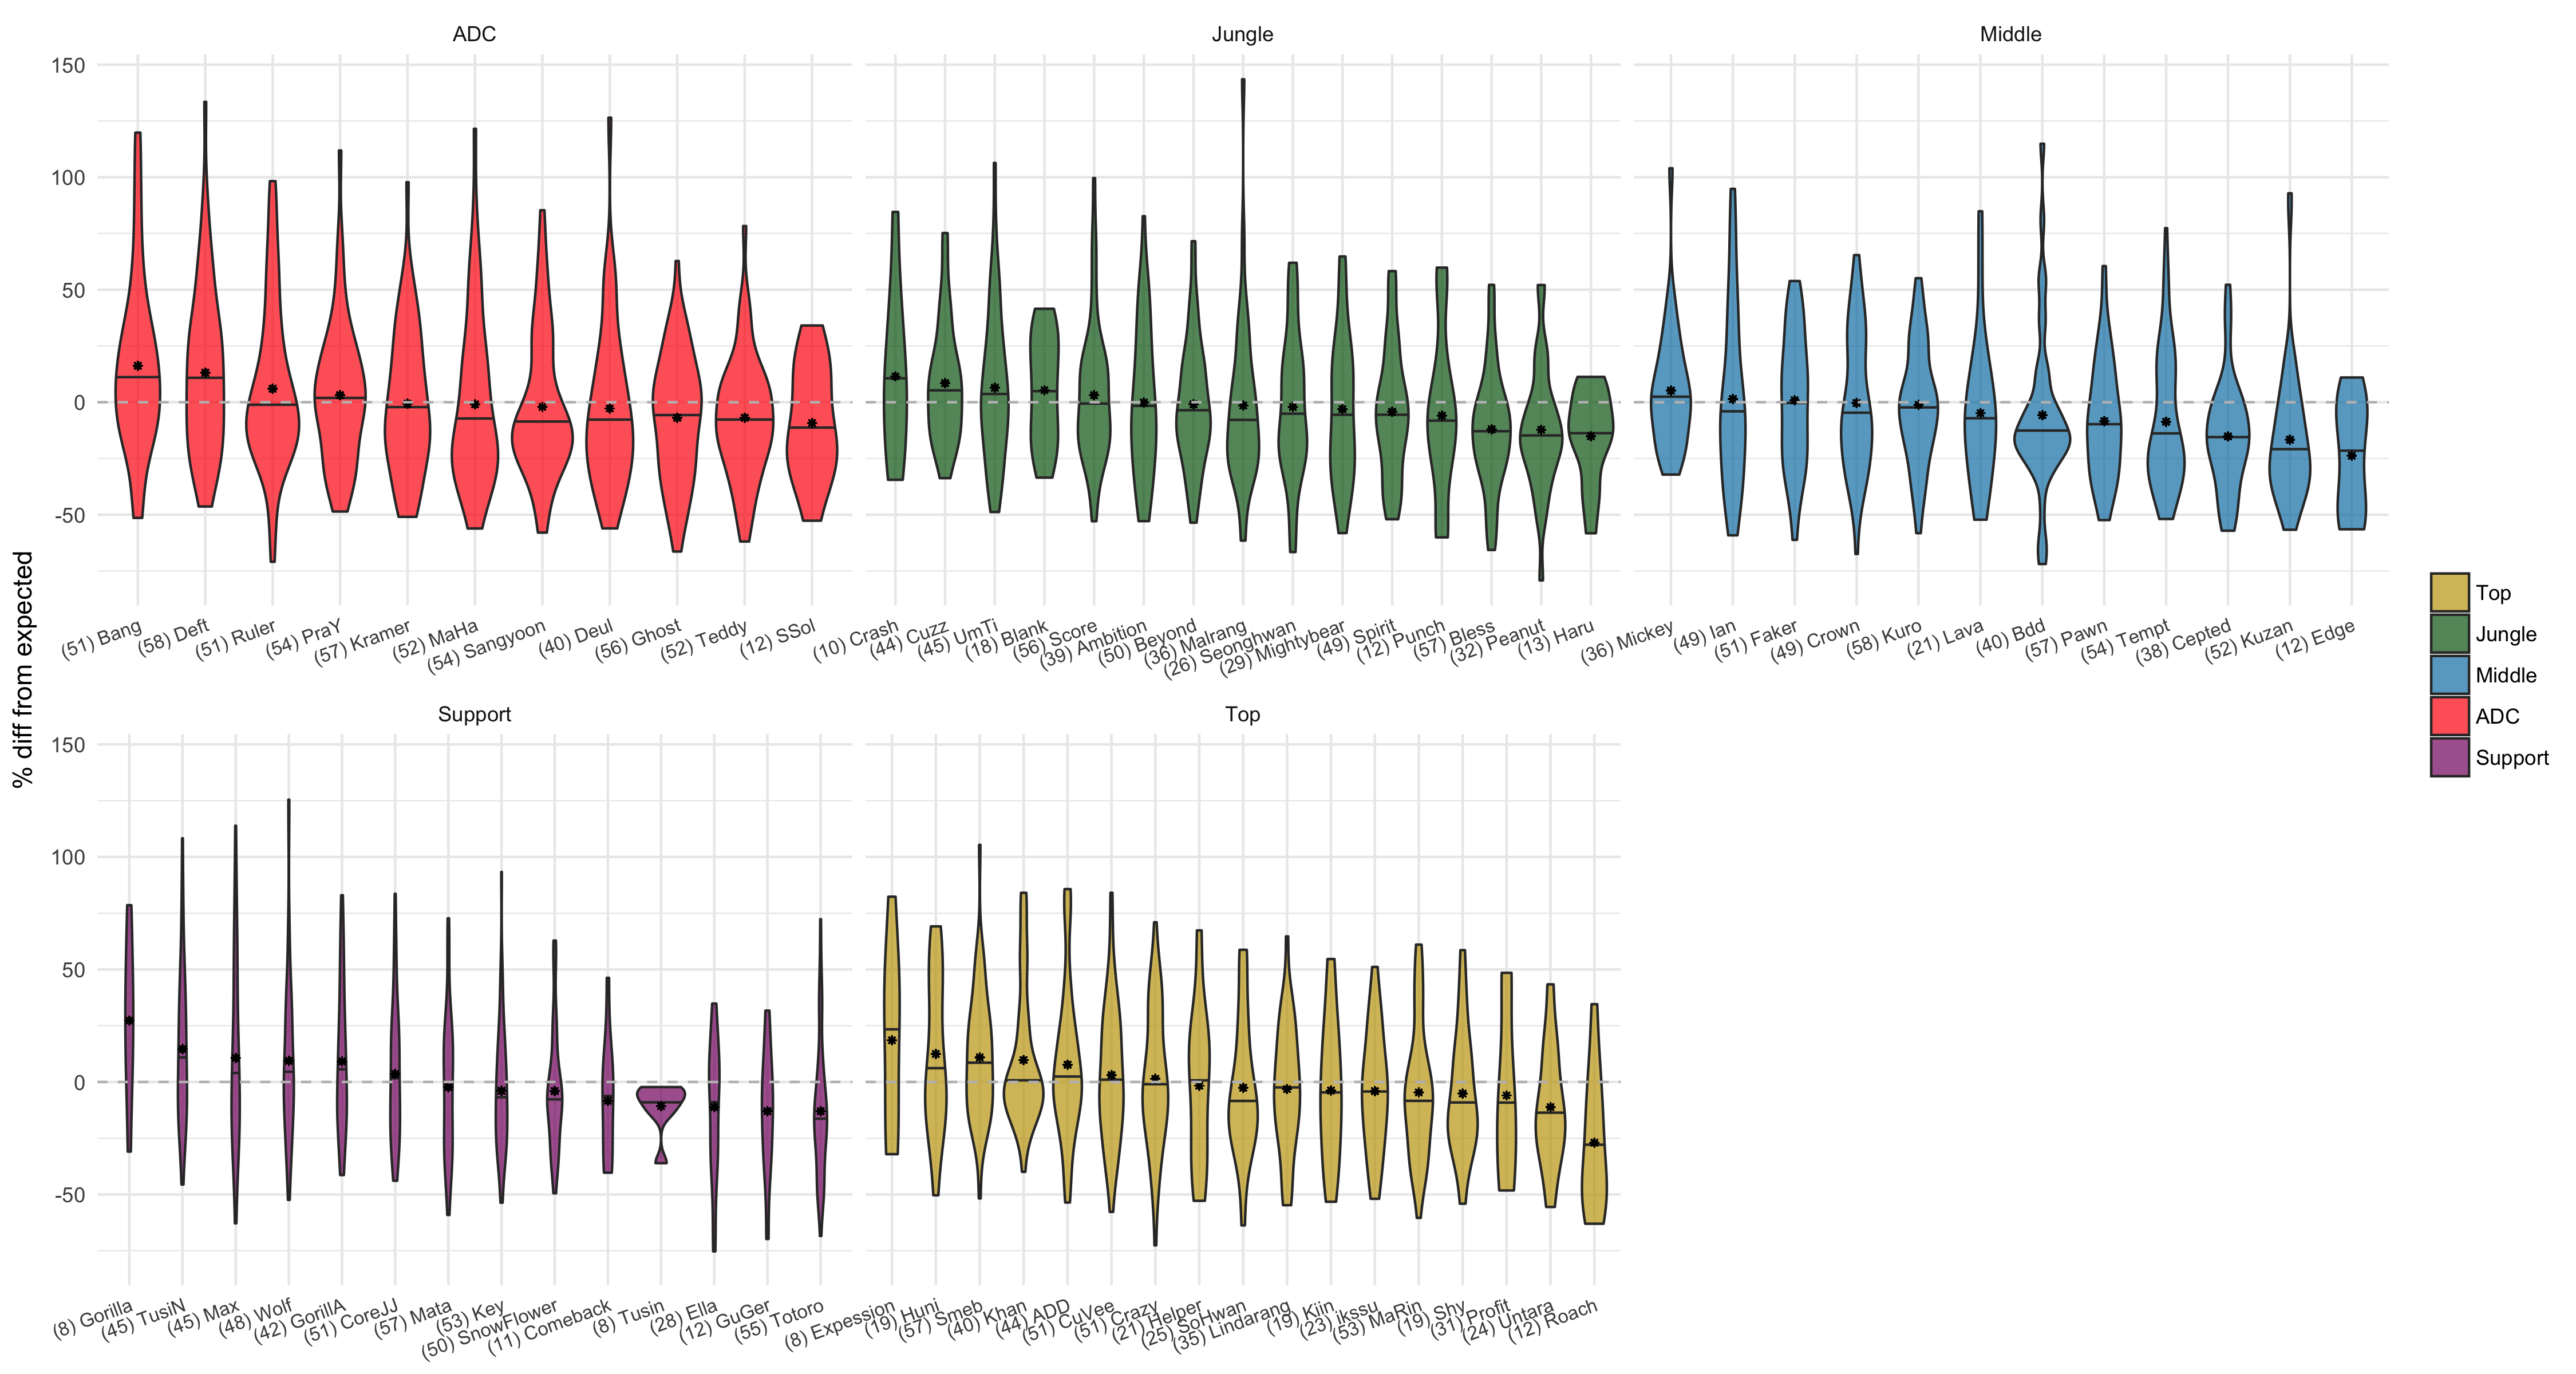 ADC
Jungle
Middle
150
100
50
0
-50
(51) Bang
(58) Deft
(51) Ruler
(54) PraY
(57) Kramer
(52) MaHa
(54) Sangyoon
(40) Deul
(56) Ghost
(52) Teddy
(12) SSol
(10) Crash
(44) Cuzz
(45) UmTi
(18) Blank
(56) Score
(39) Ambition
(50) Beyond
(36) Malrang
(26) Seonghwan
(29) Mightybear
(49) Spirit
(12) Punch
(57) Bless
(32) Peanut
(13) Haru
(36) Mickey
(49) Ian
(51) Faker
(49) Crown
(58) Kuro
(21) Lava
(40) Bdd
(57) Pawn
(54) Tempt
(38) Cepted
(52) Kuzan
(12) Edge
% diff from expected
Top
Jungle
Middle
ADC
Support
Support
Top
150
100
50
0
-50
(8) Gorilla
(45) TusiN
(45) Max
(48) Wolf
(42) GorillA
(51) CoreJJ
(57) Mata
(53) Key
(50) SnowFlower
(11) Comeback
(8) Tusin
(28) Ella
(12) GuGer
(55) Totoro
(8) Expession
(19) Huni
(57) Smeb
(40) Khan
(44) ADD
(51) CuVee
(51) Crazy
(21) Helper
(25) SoHwan
(35) Lindarang
(19) Kiin
(23) ikssu
(53) MaRin
(19) Shy
(31) Profit
(24) Untara
(12) Roach